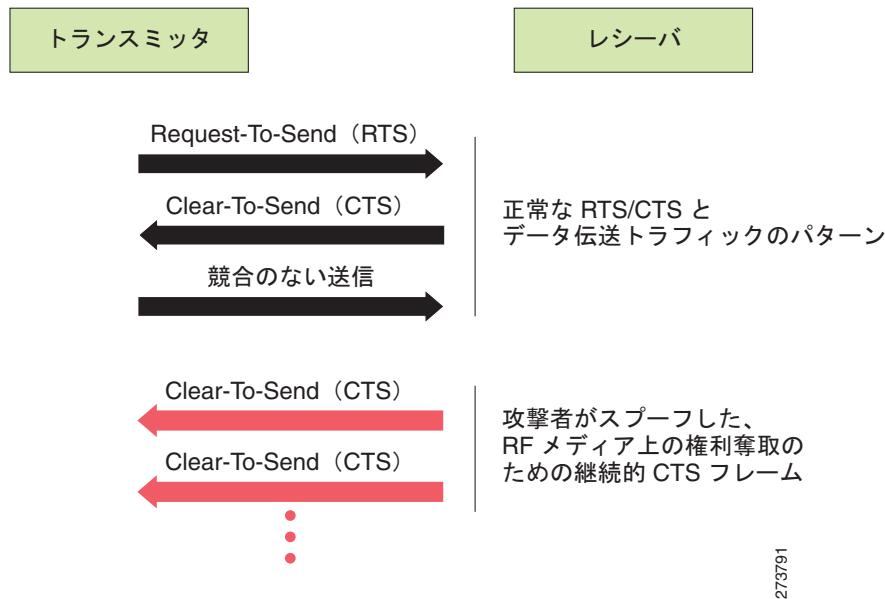 トランスミッタ
レシーバ
Request-To-Send（RTS）
Clear-To-Send（CTS）
競合のない送信
正常な RTS/CTS と
データ伝送トラフィックのパターン
Clear-To-Send（CTS）
Clear-To-Send（CTS）
攻撃者がスプーフした、
RF メディア上の権利奪取の
ための継続的 CTS フレーム
273791